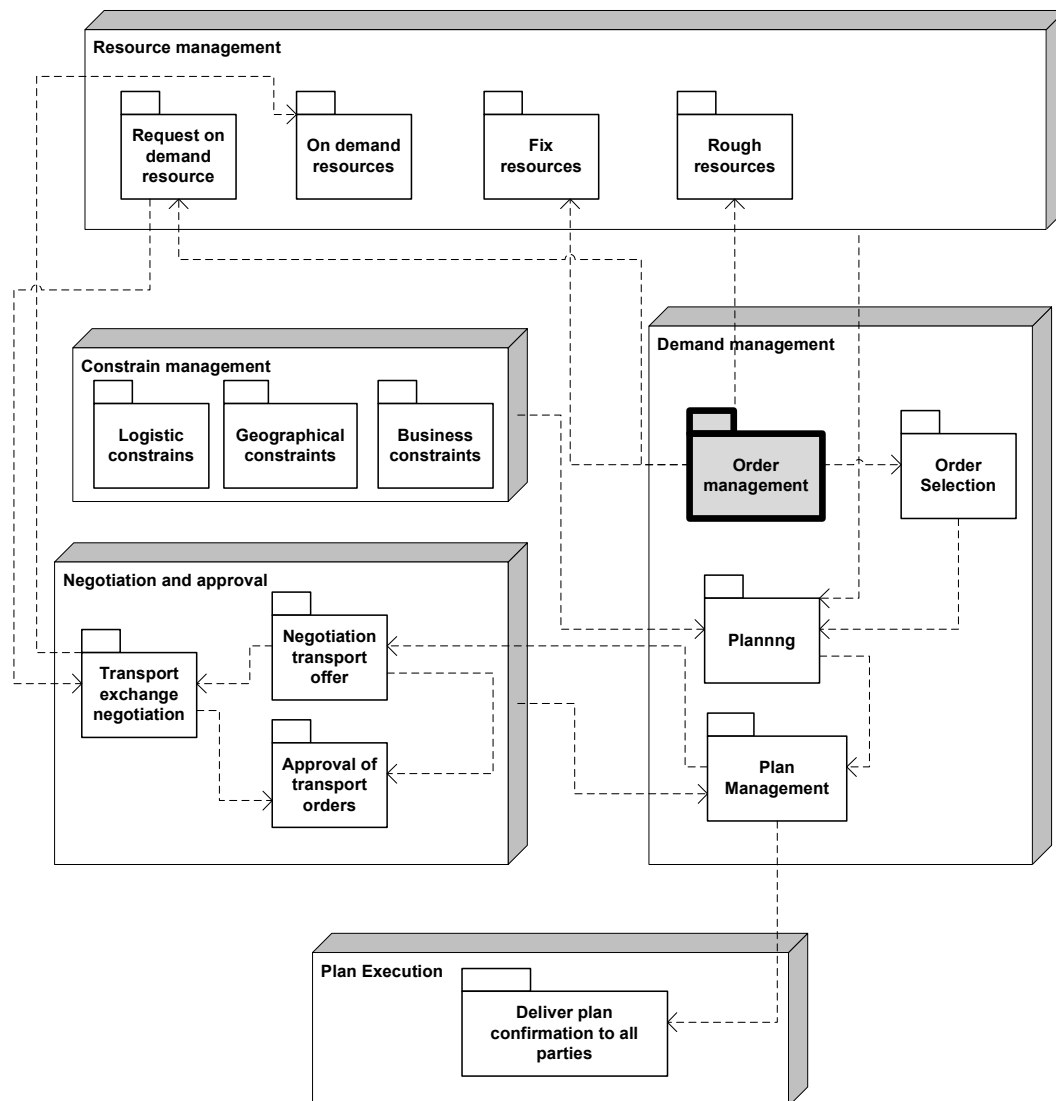 Resource management
Request on
demand
resource
On demand
resources
Fix
resources
Rough
resources
Constrain management
Logistic
constrains
Geographical
constraints
Business
constraints
Demand management
Order
management
Order
Selection
Plannng
Plan
Management
Negotiation and approval
Negotiation
transport
offer
Transport
exchange
negotiation
Approval of
transport
orders
Plan Execution
Deliver plan
confirmation to all
parties